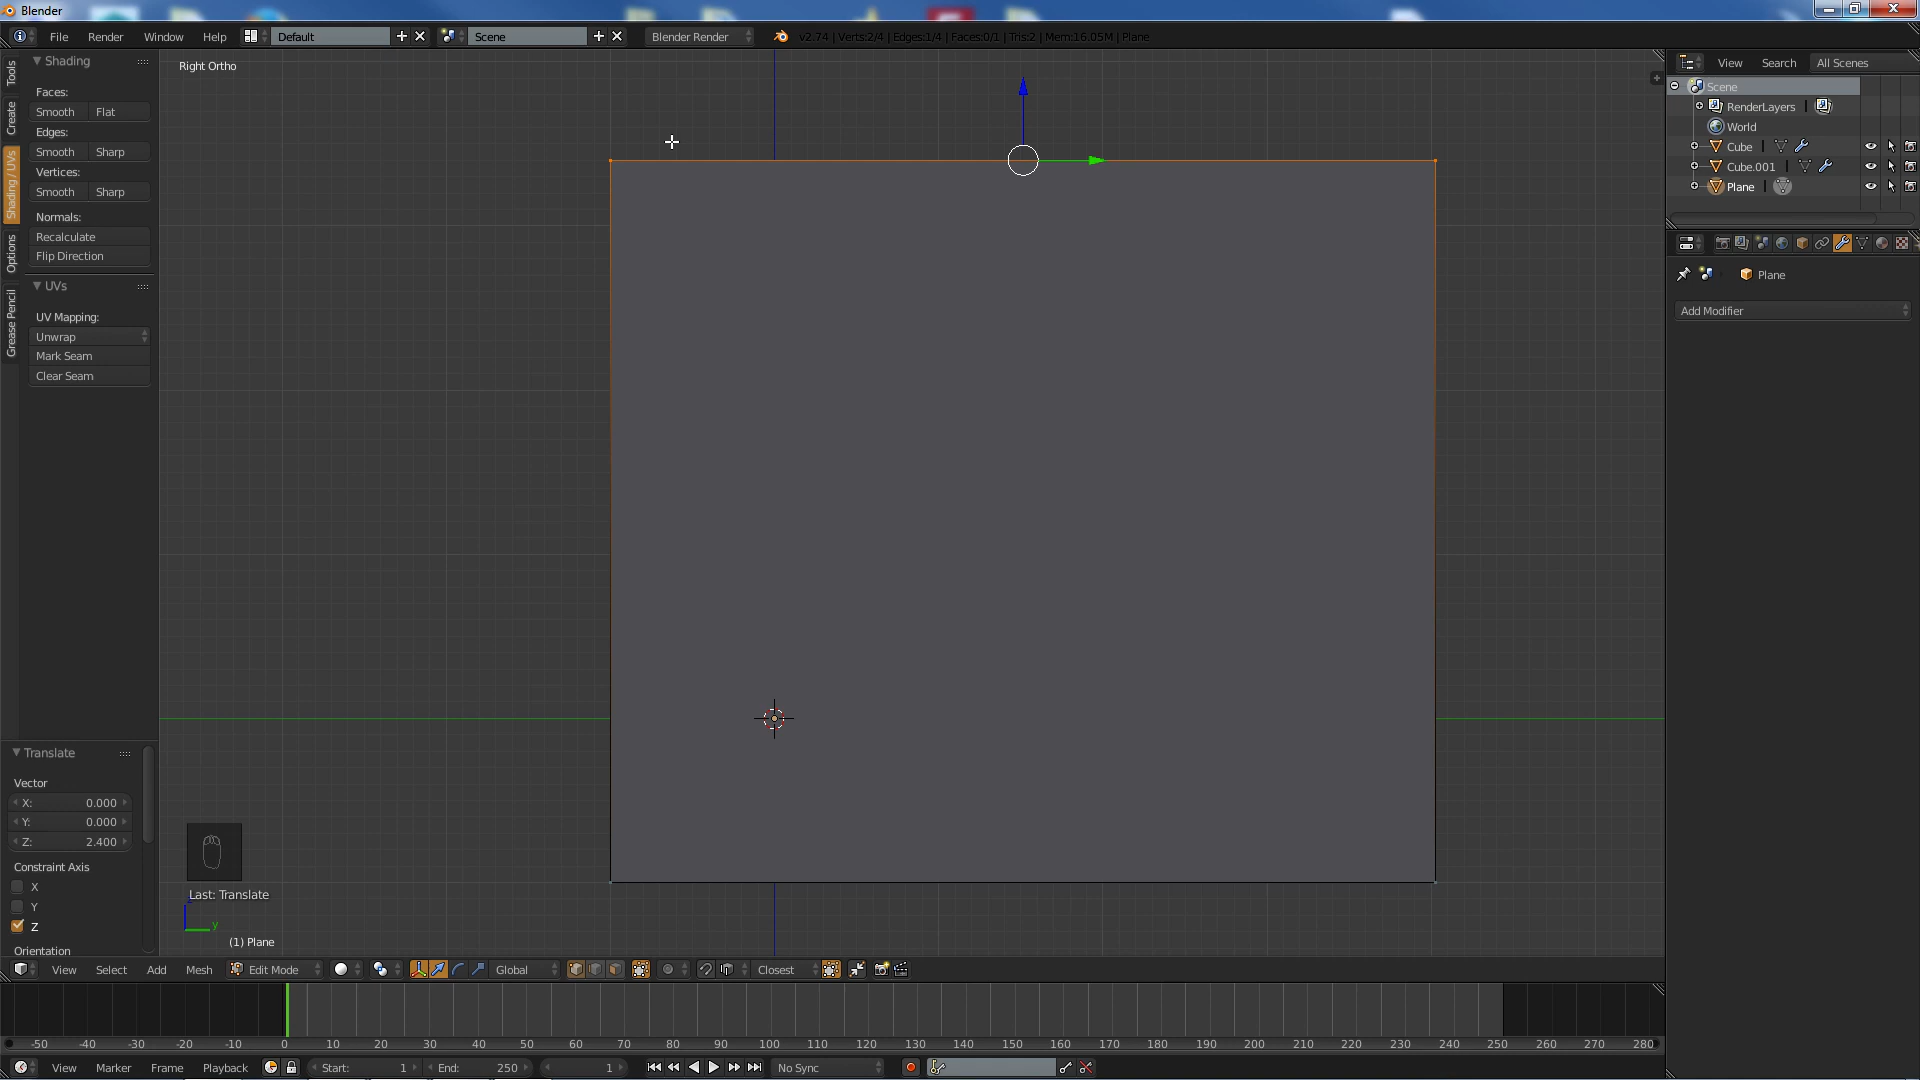 Blender
File Render Window Help Default Scene Blender Render v2.74 | Verts:2/4 | Edges:1/4 | Faces:0/1 | Tris:2 | Mem:16.05M | Plane
Tools
Create
Shading / UVs
Options
Grease Pencil
Shading
Faces:
Smooth Flat
Edges:
Smooth Sharp
Vertices:
Smooth Sharp
Normals:
Recalculate
Flip Direction
UVs
UV Mapping:
Unwrap
Mark Seam
Clear Seam
Translate
Vector
X: 0.000
Y: 0.000
Z: 2.400
Constraint Axis
X
Y
Z
Orientation
Right Ortho
Last: Translate
y
(1) Plane
View Search All Scenes
Scene
RenderLayers |
World
Cube |
Cube.001 |
Plane |
Plane
Add Modifier
View Select Add Mesh Edit Mode Global Closest
-50 -40 -30 -20 -10 0 10 20 30 40 50 60 70 80 90 100 110 120 130 140 150 160 170 180 190 200 210 220 230 240 250 260 270 280
View Marker Frame Playback Start: 1 End: 250 1 No Sync